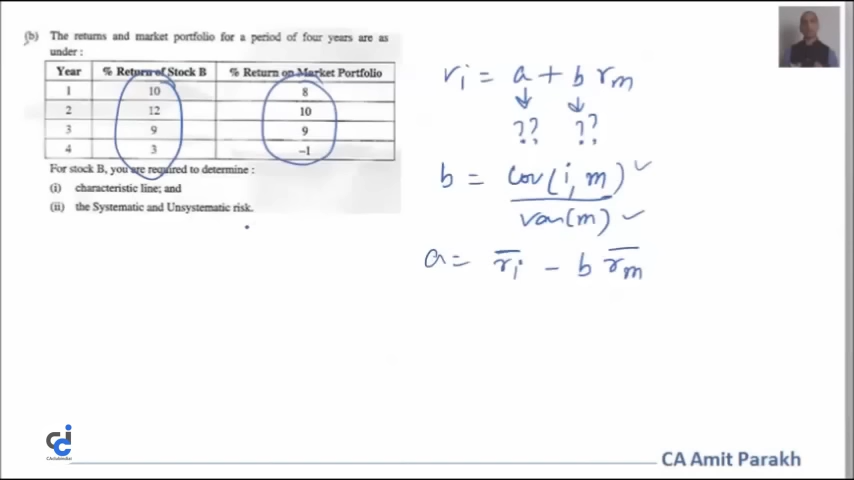 (b) The returns and market portfolio for a period of four years are as
under :
Year % Return of Stock B % Return on Market Portfolio
1 10 8
2 12 10
3 9 9
4 3 –1
For stock B, you are required to determine :
(i) characteristic line; and
(ii) the Systematic and Unsystematic risk.
ri = a + b rm
?? ??
b = Cov(i, m)
var(m)
a = r̅i - b r̅m
CA Amit Parakh